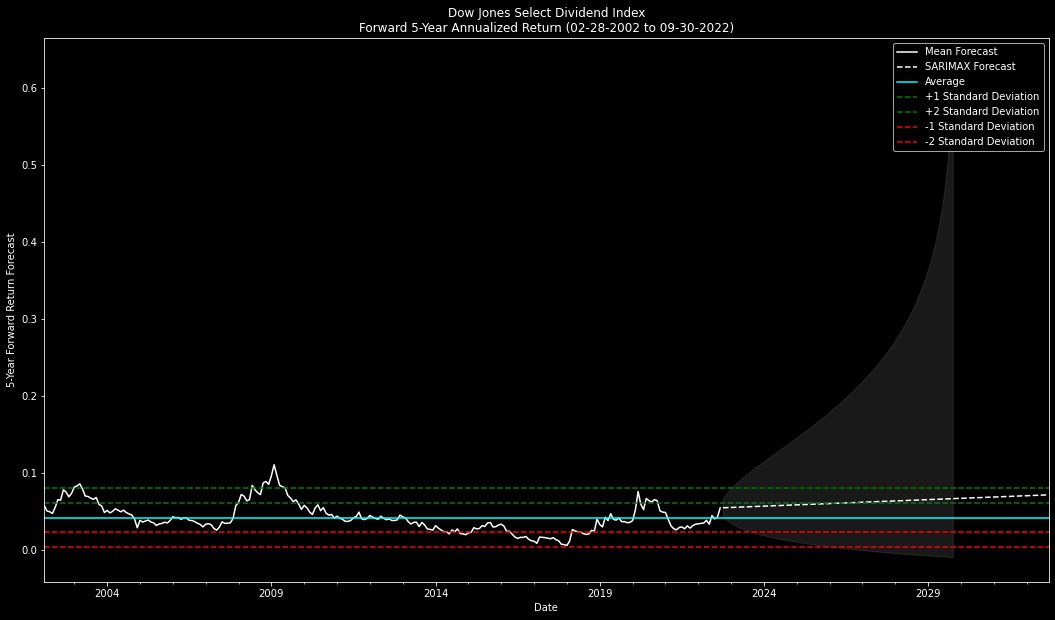 Dow Jones Select Dividend Index
Forward 5-Year Annualized Return (02-28-2002 to 09-30-2022)
Mean Forecast
SARIMAX Forecast
Average
+1 Standard Deviation
+2 Standard Deviation
-1 Standard Deviation
-2 Standard Deviation
5-Year Forward Return Forecast
0.6
0.5
0.4
0.3
0.2
0.1
0.0
2004 2009 2014 2019 2024 2029
Date